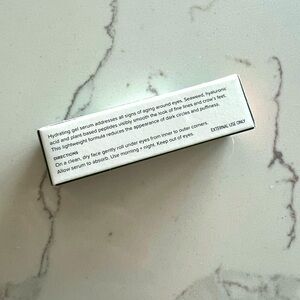 Hydrating gel serum addresses all signs of aging around eyes. Seaweed, hyaluronic
acid and plant based peptides visibly smooth the look of fine lines and crow's feet.
This lightweight formula reduces the appearance of dark circles and puffiness.
DIRECTIONS
On a clean, dry face gently roll under eyes from inner to outer corners.
Allow serum to absorb. Use morning + night. Keep out of eyes.
EXTERNAL USE ONLY